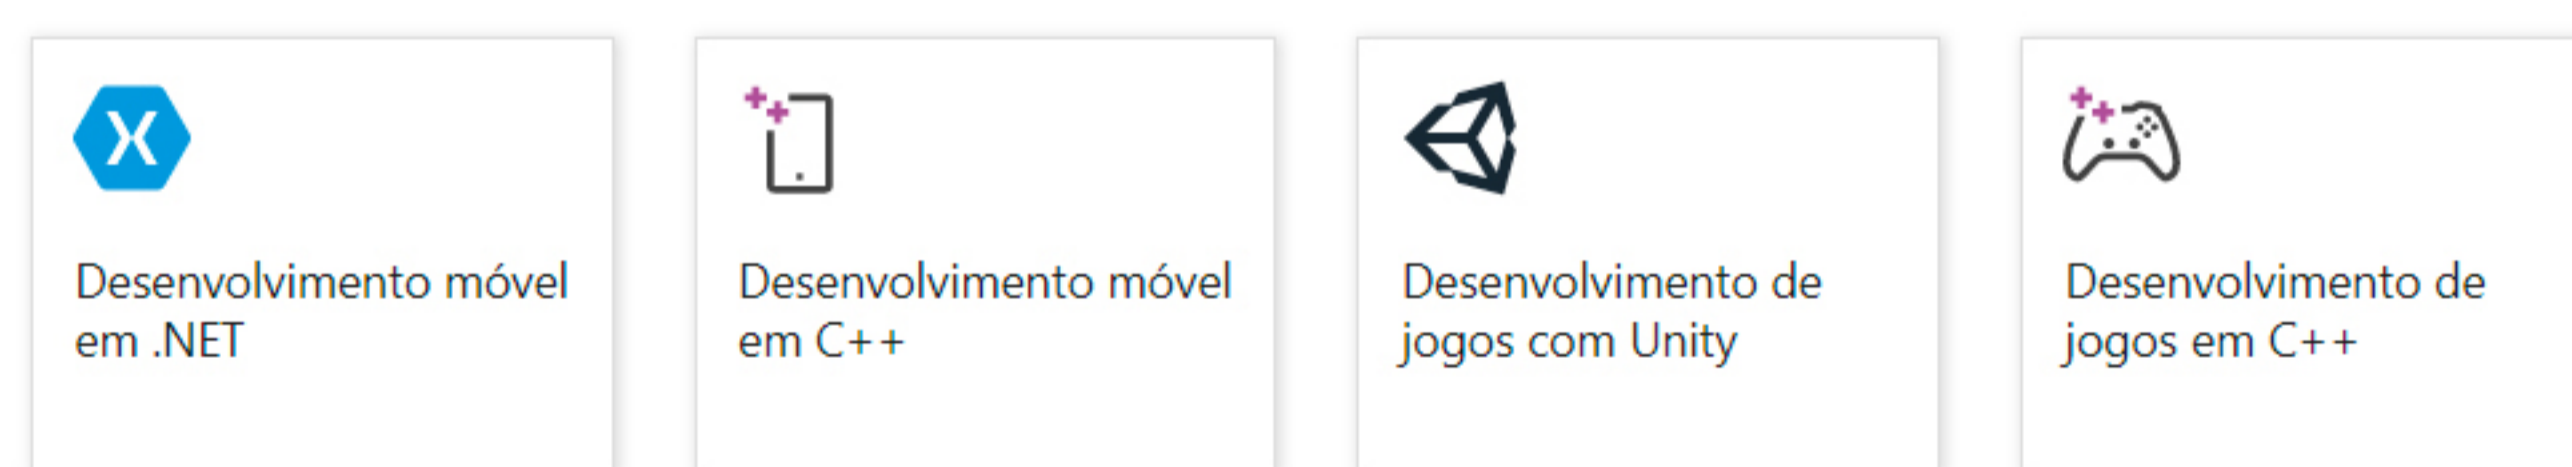 Desenvolvimento móvel
em .NET
Desenvolvimento móvel
em C++
Desenvolvimento de
jogos com Unity
Desenvolvimento de
jogos em C++